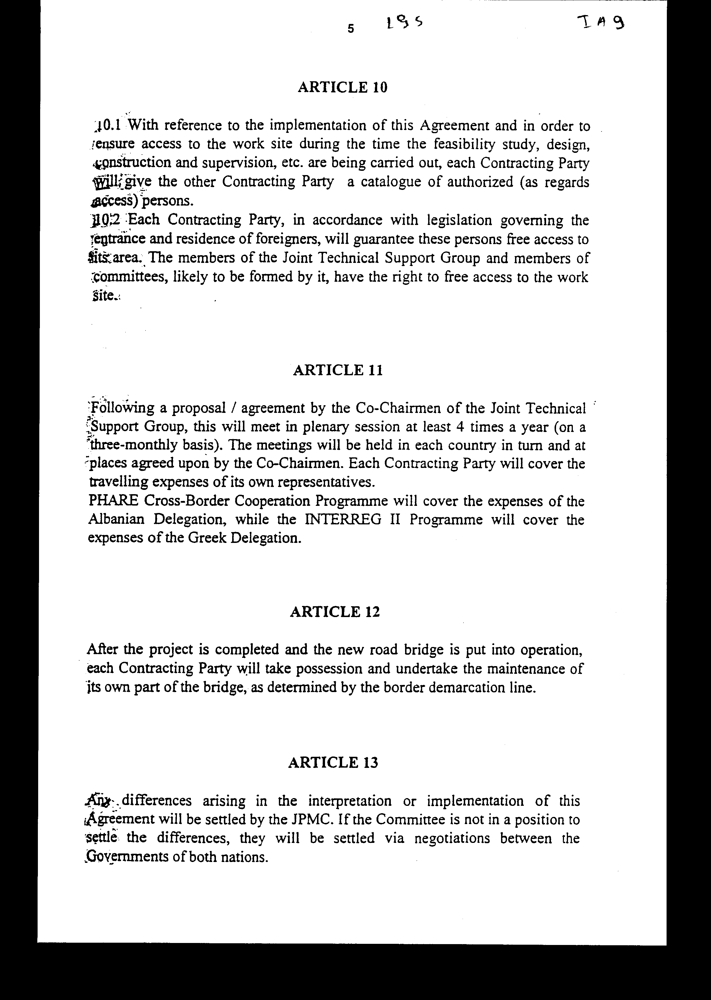 5 195 IA9
ARTICLE 10
10.1 With reference to the implementation of this Agreement and in order to
ensure access to the work site during the time the feasibility study, design,
construction and supervision, etc. are being carried out, each Contracting Party
will give the other Contracting Party a catalogue of authorized (as regards
access) persons.
10.2 Each Contracting Party, in accordance with legislation governing the
entrance and residence of foreigners, will guarantee these persons free access to
its area. The members of the Joint Technical Support Group and members of
committees, likely to be formed by it, have the right to free access to the work
site.
ARTICLE 11
Following a proposal / agreement by the Co-Chairmen of the Joint Technical
Support Group, this will meet in plenary session at least 4 times a year (on a
three-monthly basis). The meetings will be held in each country in turn and at
places agreed upon by the Co-Chairmen. Each Contracting Party will cover the
travelling expenses of its own representatives.
PHARE Cross-Border Cooperation Programme will cover the expenses of the
Albanian Delegation, while the INTERREG II Programme will cover the
expenses of the Greek Delegation.
ARTICLE 12
After the project is completed and the new road bridge is put into operation,
each Contracting Party will take possession and undertake the maintenance of
its own part of the bridge, as determined by the border demarcation line.
ARTICLE 13
Any differences arising in the interpretation or implementation of this
Agreement will be settled by the JPMC. If the Committee is not in a position to
settle the differences, they will be settled via negotiations between the
Governments of both nations.